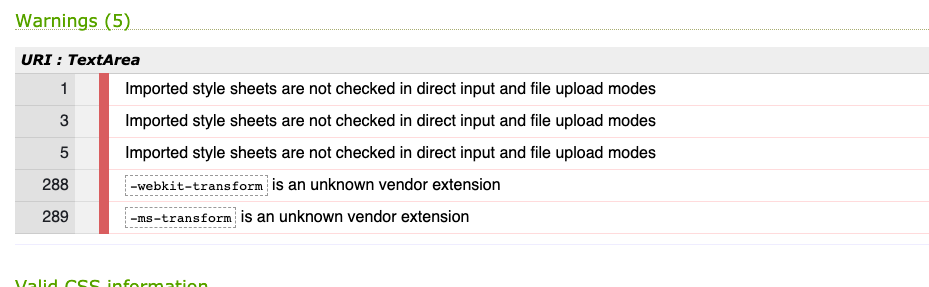 Warnings (5)
URI : TextArea
1 Imported style sheets are not checked in direct input and file upload modes
3 Imported style sheets are not checked in direct input and file upload modes
5 Imported style sheets are not checked in direct input and file upload modes
288 -webkit-transform is an unknown vendor extension
289 -ms-transform is an unknown vendor extension
Valid CSS information